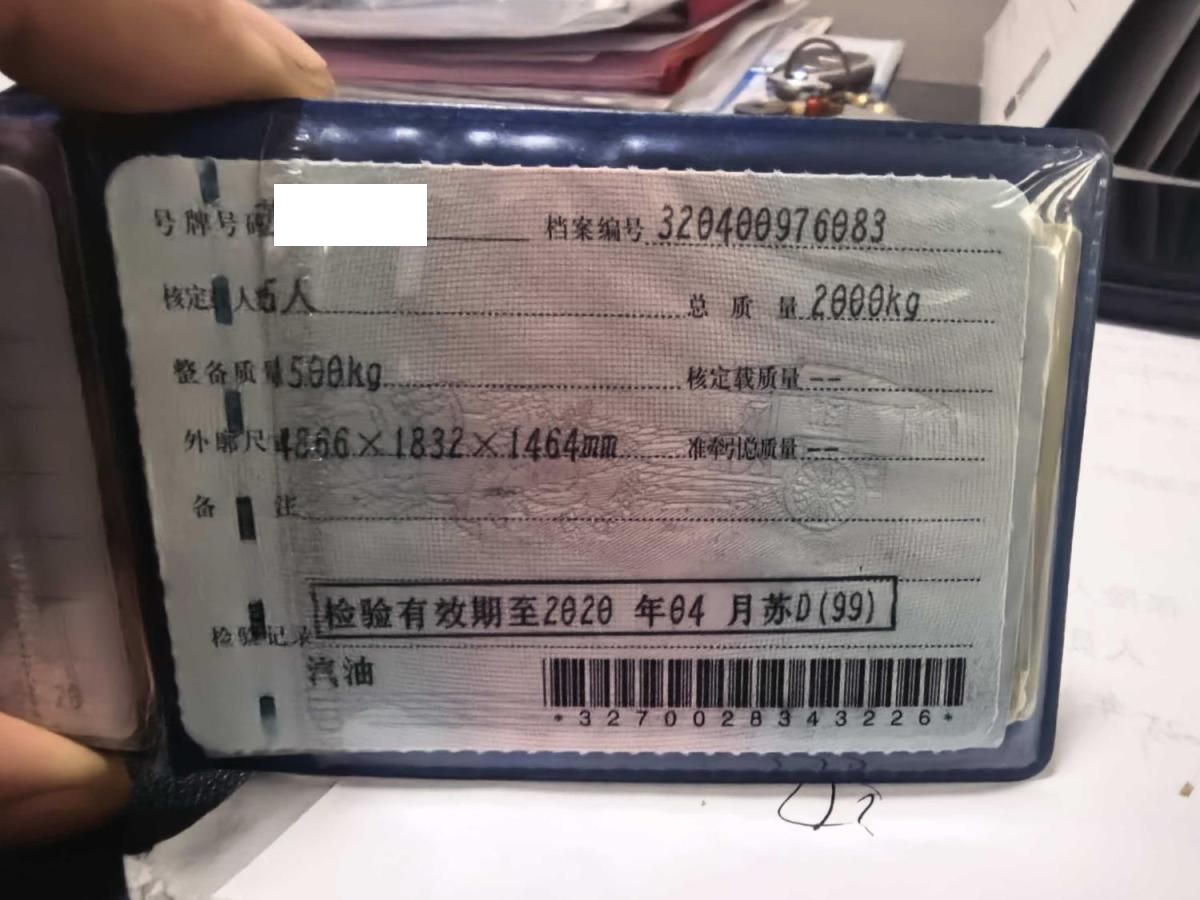 号牌号码 档案编号 320400976083
核定载人数 5人 总质量 2000kg
整备质量 1500kg 核定载质量 --
外廓尺寸 4866×1832×1464mm 准牵引总质量 --
备注
检验有效期至2020 年04 月苏D(99)
检验记录
汽油
*3270028343226*